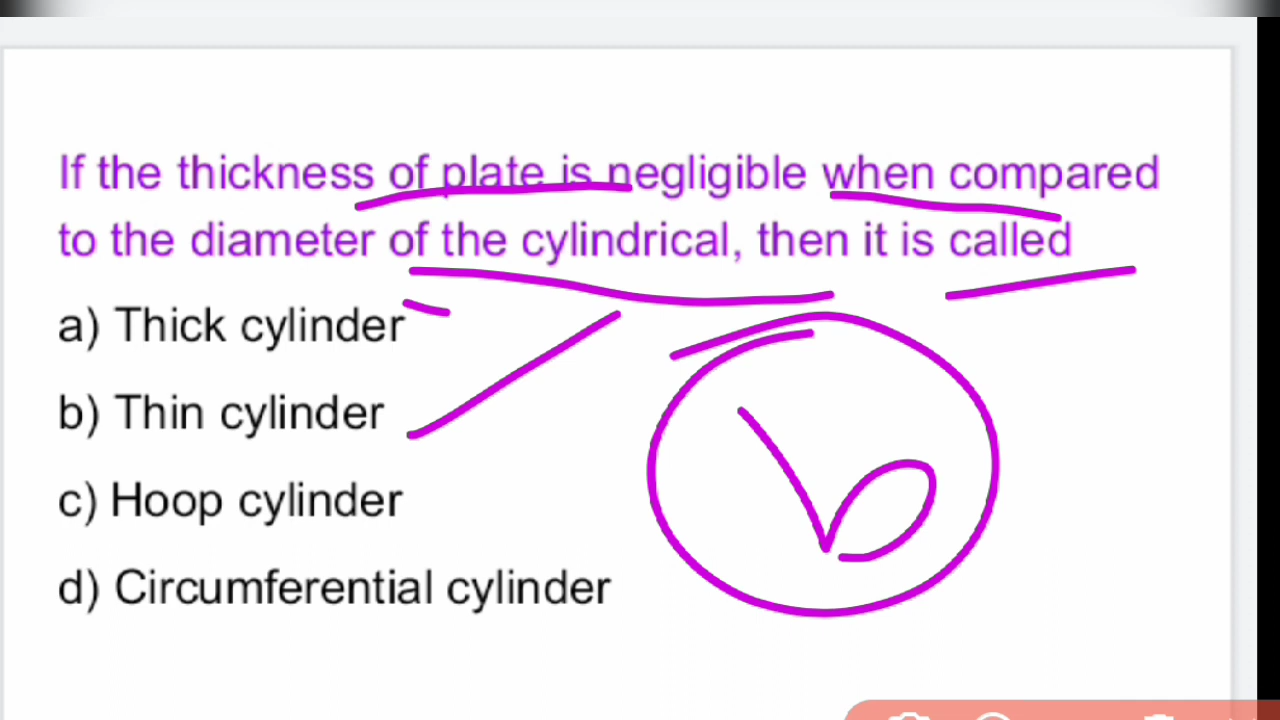 If the thickness of plate is negligible when compared
to the diameter of the cylindrical, then it is called
a) Thick cylinder
b) Thin cylinder
c) Hoop cylinder
d) Circumferential cylinder
b